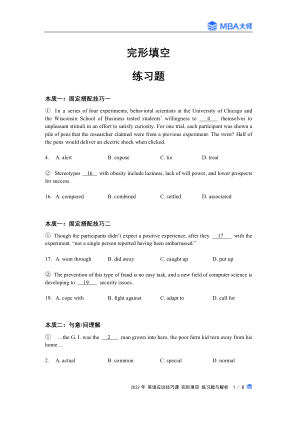 MBA大师
完形填空
练习题
本质一：固定搭配技巧一
① In a series of four experiments, behavioral scientists at the University of Chicago and
the Wisconsin School of Business tested students' willingness to __4__ themselves to
unpleasant stimuli in an effort to satisfy curiosity. For one trial, each participant was shown a
pile of pens that the researcher claimed were from a previous experiment. The twist? Half of
the pens would deliver an electric shock when clicked.
4. A. alert B. expose C. tie D. treat
② Stereotypes __16__ with obesity include laziness, lack of will power, and lower prospects
for success.
16. A. compared B. combined C. settled D. associated
本质一：固定搭配技巧二
① Though the participants didn't expect a positive experience, after they __17__ with the
experiment, "not a single person reported having been embarrassed."
17. A. went through B. did away C. caught up D. put up
② The prevention of this type of fraud is no easy task, and a new field of computer science is
developing to __19__ security issues.
19. A. cope with B. fight against C. adapt to D. call for
本质二：句意/问理解
① …the G.I. was the __2__ man grown into hero, the poor farm kid torn away from his
home…
2. A. actual B. common C. special D. normal
2022 年 英语应试技巧课 完形填空 练习题与解析 1 / 8